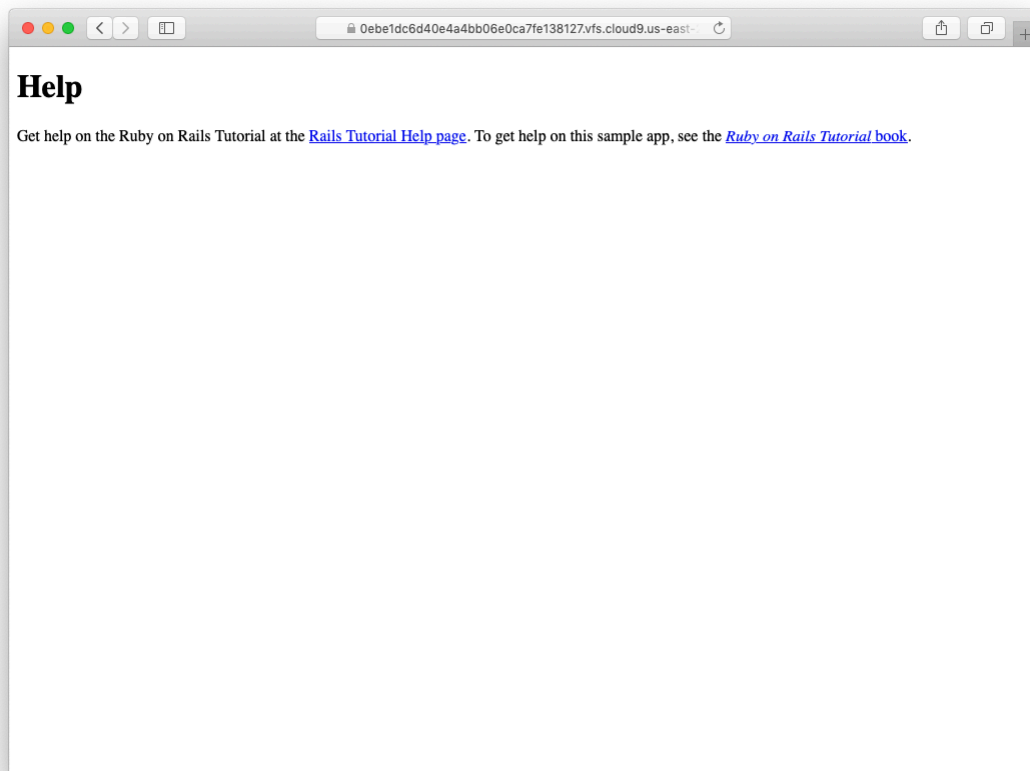 0ebe1dc6d40e4a4bb06e0ca7fe138127.vfs.cloud9.us-east-
Help
Get help on the Ruby on Rails Tutorial at the Rails Tutorial Help page. To get help on this sample app, see the Ruby on Rails Tutorial book.